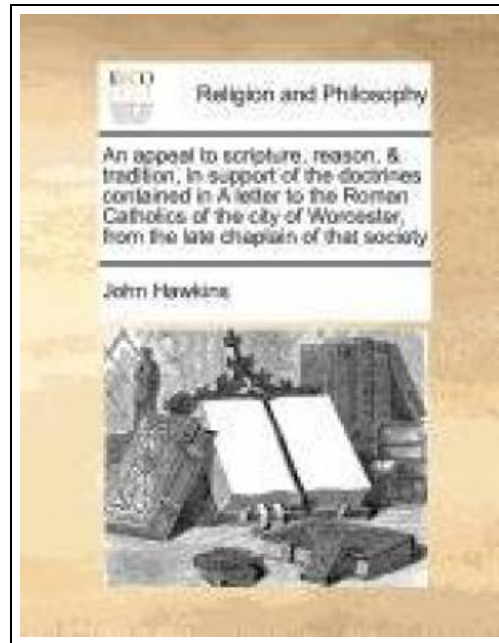 ECCO
Religion and Philosophy
An appeal to scripture, reason, &
tradition, in support of the doctrines
contained in A letter to the Roman
Catholics of the city of Worcester,
from the late chaplain of that society
John Hawkins